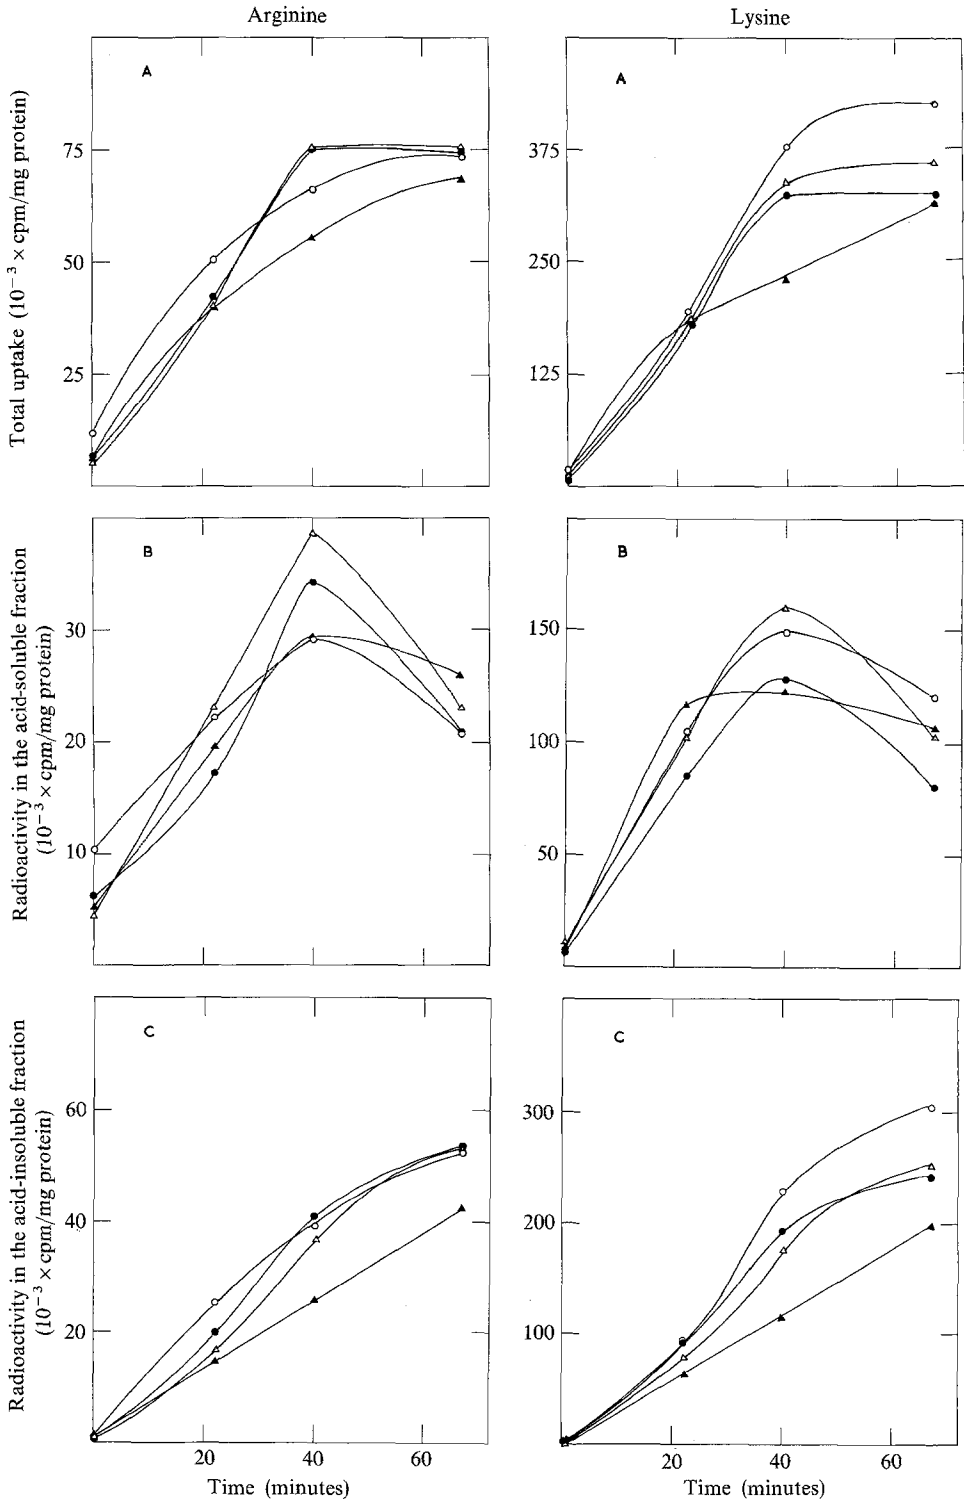 Arginine
Lysine
Total uptake (10⁻³ × cpm/mg protein)
A
75
50
25
A
375
250
125
Radioactivity in the acid-soluble fraction
(10⁻³ × cpm/mg protein)
B
30
20
10
B
150
100
50
Radioactivity in the acid-insoluble fraction
(10⁻³ × cpm/mg protein)
C
60
40
20
C
300
200
100
20 40 60
Time (minutes)
20 40 60
Time (minutes)